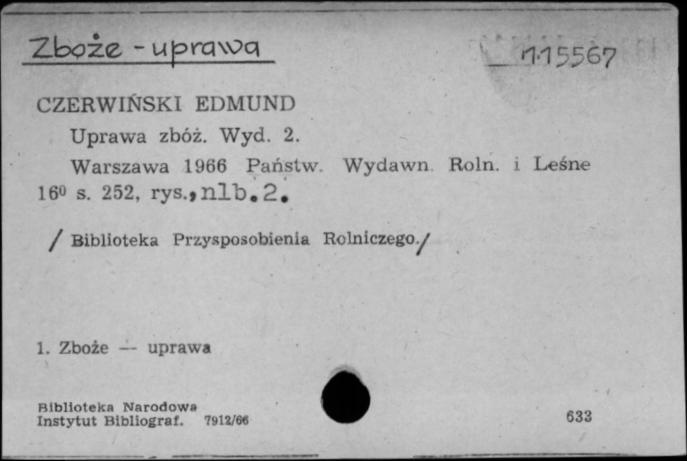 Zboże - uprawa
115567
CZERWIŃSKI EDMUND
Uprawa zbóż. Wyd. 2.
Warszawa 1966 Państw. Wydawn. Roln. i Leśne
16⁰ s. 252, rys., nlb. 2.
/ Biblioteka Przysposobienia Rolniczego./
1. Zboże — uprawa
Biblioteka Narodowa
Instytut Bibliograf. 7912/66
633